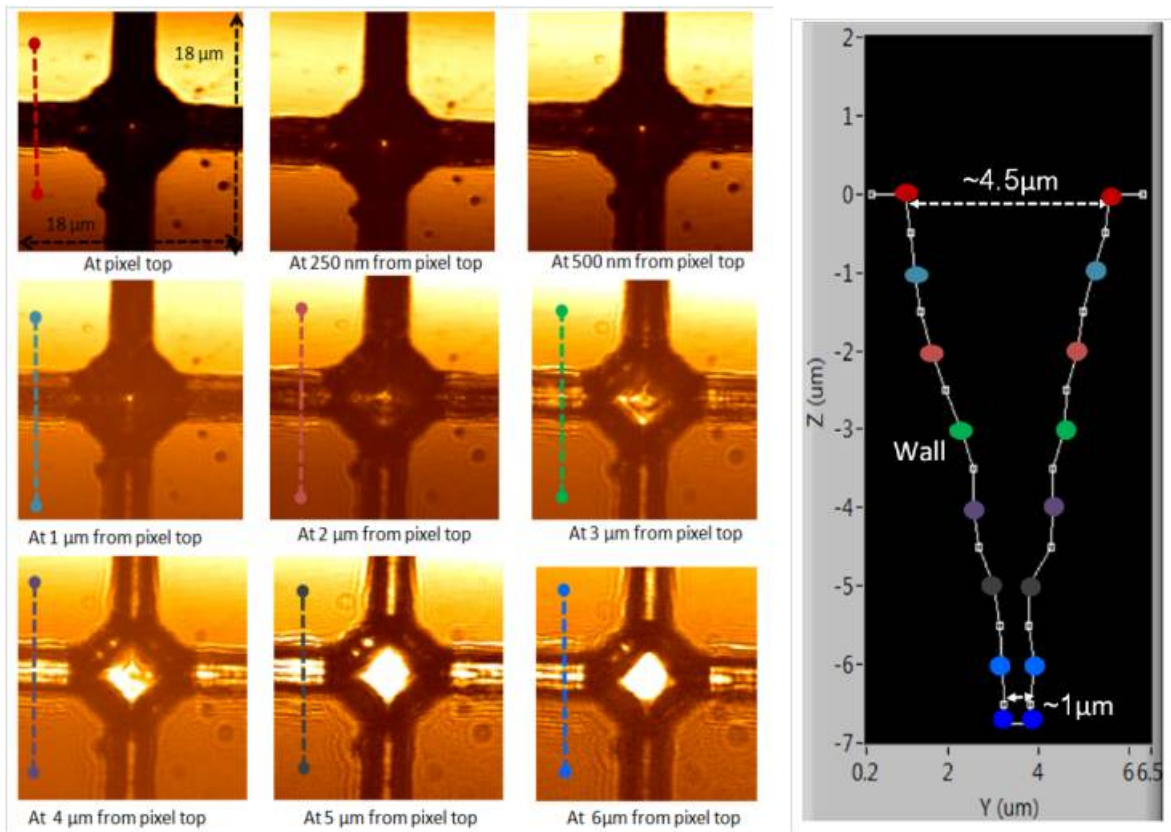 18 µm
18 µm
At pixel top
At 250 nm from pixel top
At 500 nm from pixel top
At 1 µm from pixel top
At 2 µm from pixel top
At 3 µm from pixel top
At 4 µm from pixel top
At 5 µm from pixel top
At 6µm from pixel top
2
1
0
-1
-2
-3
-4
-5
-6
-7
Z (um)
~4.5µm
Wall
~1µm
0.2 2 4 6 6.5
Y (um)